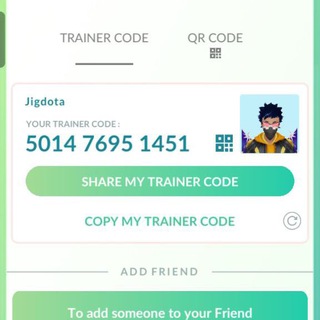 TRAINER CODE QR CODE
Jigdota
YOUR TRAINER CODE :
5014 7695 1451
SHARE MY TRAINER CODE
COPY MY TRAINER CODE
ADD FRIEND
To add someone to your Friend